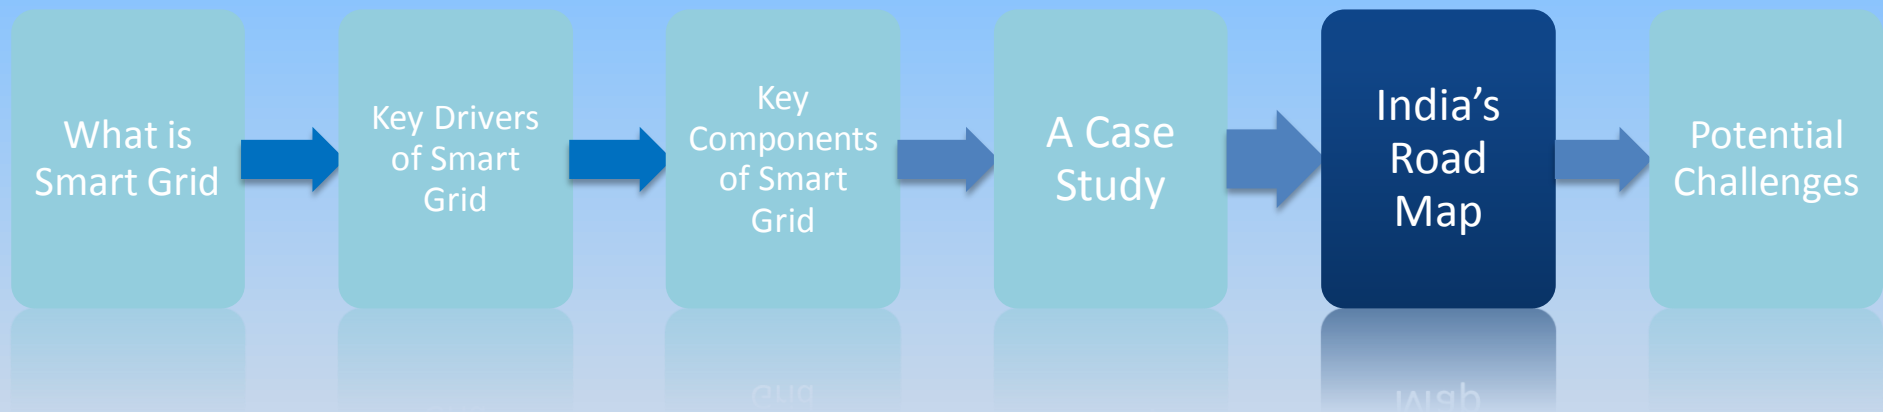 What is
Smart Grid
Key Drivers
of Smart
Grid
Key
Components
of Smart
Grid
A Case
Study
India’s
Road
Map
Potential
Challenges